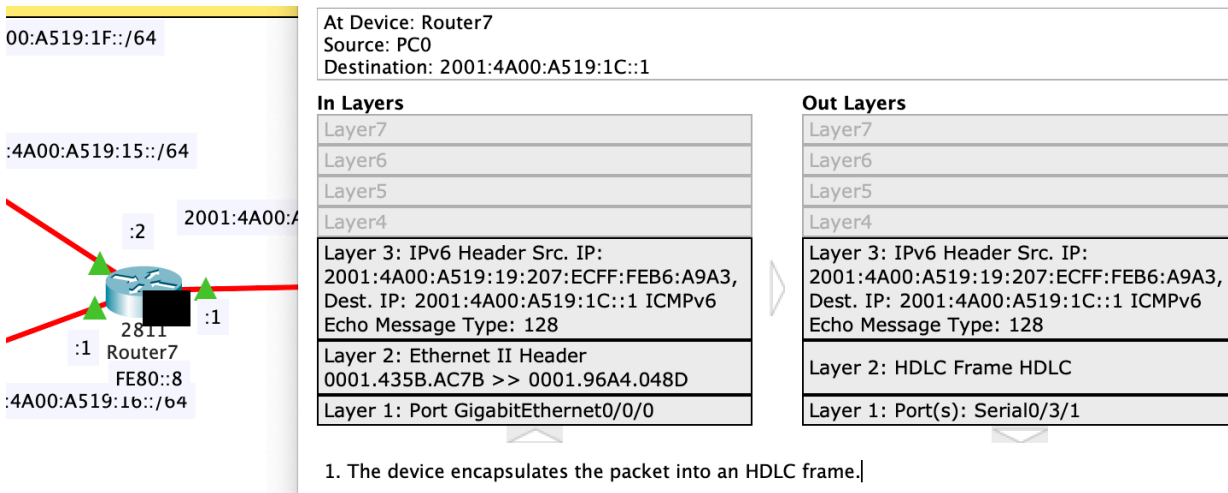 00:A519:1F::/64
:4A00:A519:15::/64
:2
2001:4A00:A
2811
:1
:1
Router7
FE80::8
:4A00:A519:16::/64
At Device: Router7
Source: PC0
Destination: 2001:4A00:A519:1C::1
In Layers
Layer7
Layer6
Layer5
Layer4
Layer 3: IPv6 Header Src. IP:
2001:4A00:A519:19:207:ECFF:FEB6:A9A3,
Dest. IP: 2001:4A00:A519:1C::1 ICMPv6
Echo Message Type: 128
Layer 2: Ethernet II Header
0001.435B.AC7B >> 0001.96A4.048D
Layer 1: Port GigabitEthernet0/0/0
Out Layers
Layer7
Layer6
Layer5
Layer4
Layer 3: IPv6 Header Src. IP:
2001:4A00:A519:19:207:ECFF:FEB6:A9A3,
Dest. IP: 2001:4A00:A519:1C::1 ICMPv6
Echo Message Type: 128
Layer 2: HDLC Frame HDLC
Layer 1: Port(s): Serial0/3/1
1. The device encapsulates the packet into an HDLC frame.